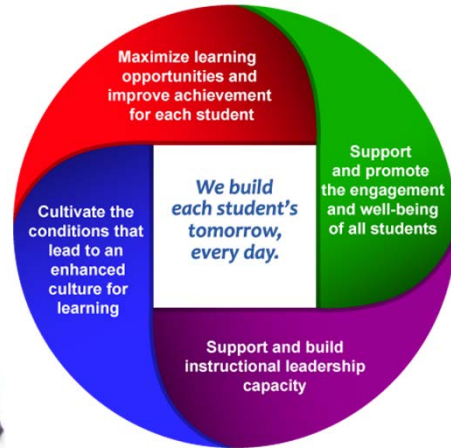 Maximize learning
opportunities and
improve achievement
for each student
Support
and promote
the engagement
and well-being
of all students
We build
each student's
tomorrow,
every day.
Cultivate the
conditions that
lead to an
enhanced
culture for
learning
Support and build
instructional leadership
capacity